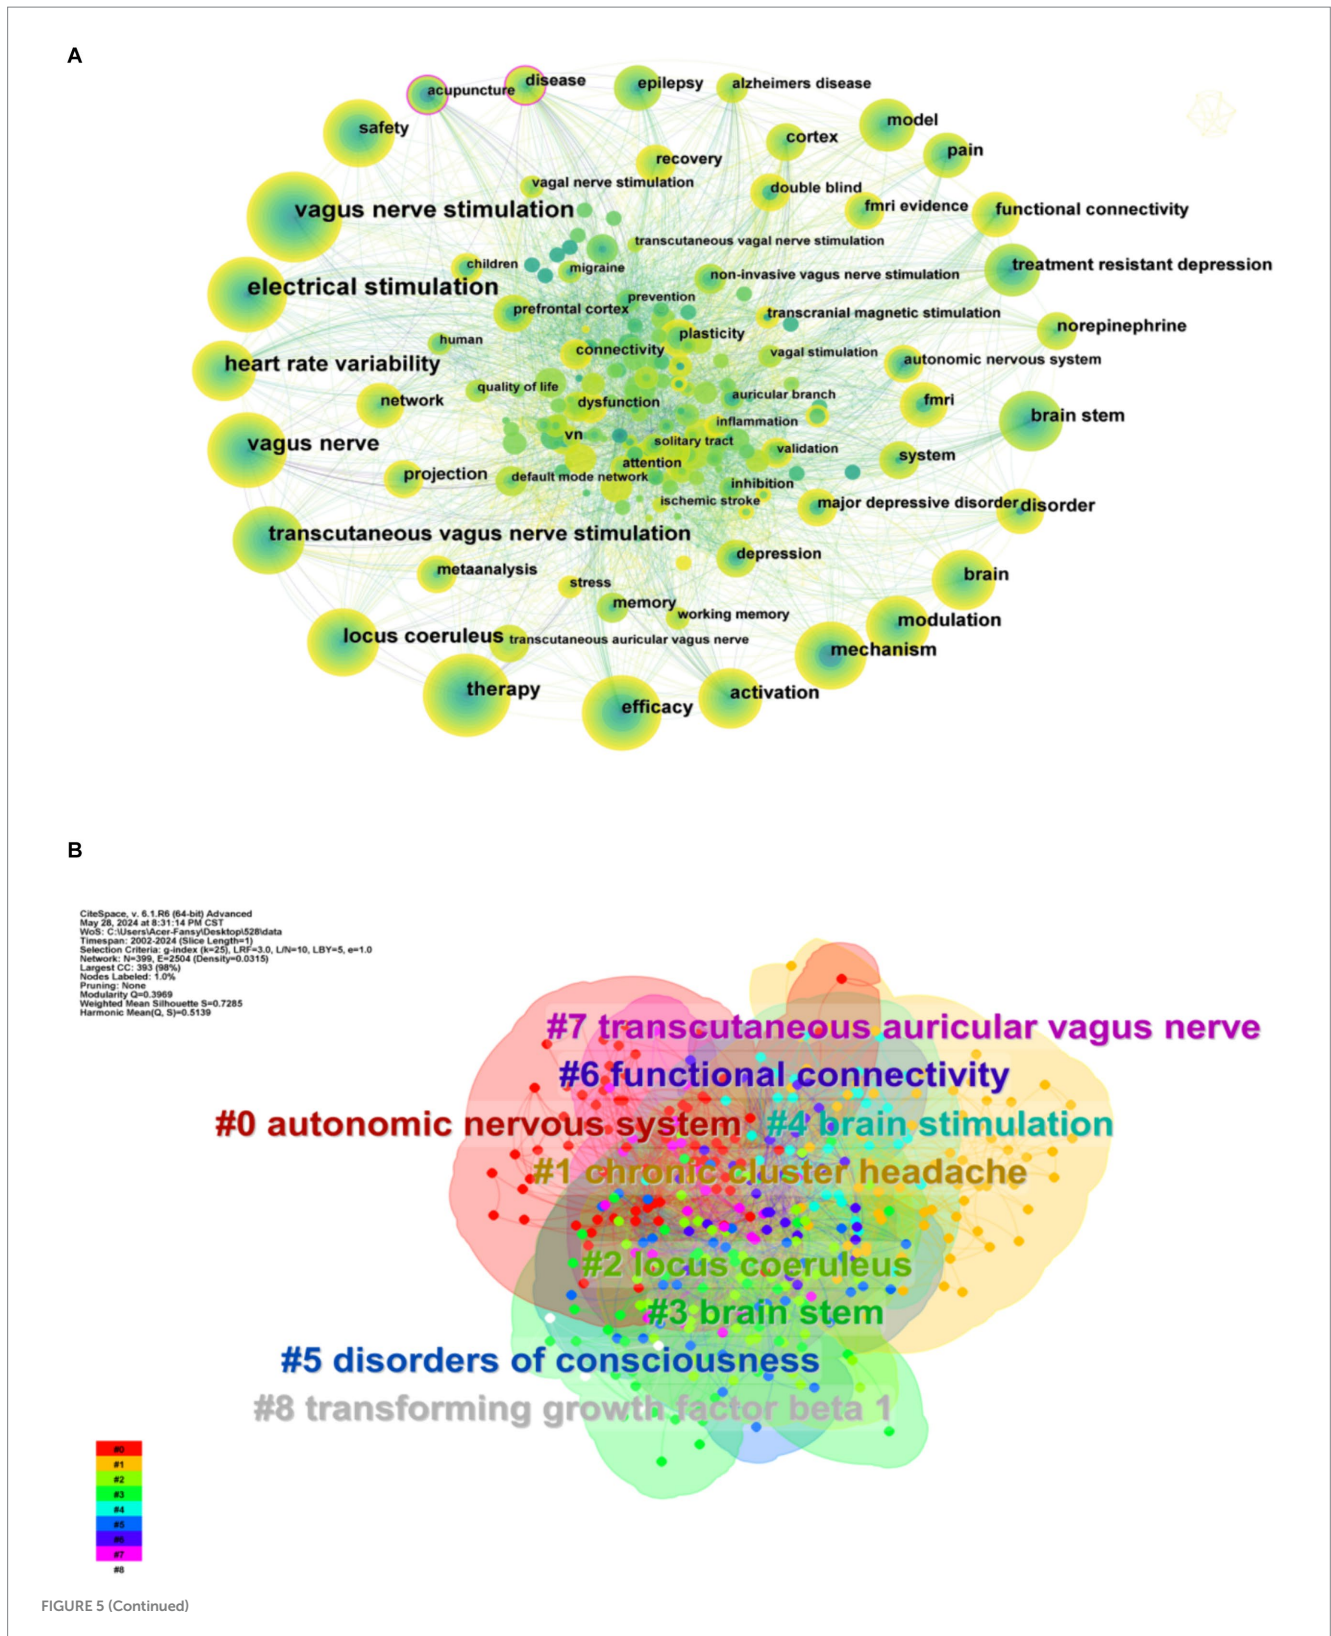 A
acupuncture
disease
epilepsy
alzheimers disease
safety
model
cortex
pain
recovery
vagal nerve stimulation
double blind
vagus nerve stimulation
fmri evidence
functional connectivity
transcutaneous vagal nerve stimulation
children
migraine
non-invasive vagus nerve stimulation
treatment resistant depression
electrical stimulation
prevention
prefrontal cortex
transcranial magnetic stimulation
norepinephrine
human
plasticity
connectivity
vagal stimulation
autonomic nervous system
heart rate variability
quality of life
network
dysfunction
auricular branch
fmri
brain stem
inflammation
vn
solitary tract
vagus nerve
validation
system
attention
projection
default mode network
inhibition
ischemic stroke
major depressive disorder
disorder
transcutaneous vagus nerve stimulation
depression
metaanalysis
stress
brain
memory
working memory
modulation
locus coeruleus
transcutaneous auricular vagus nerve
mechanism
therapy
activation
efficacy
B
CiteSpace, v. 6.1.R6 (64-bit) Advanced
May 28, 2024 at 8:31:14 PM CST
WoS: C:\Users\Acer-Fansy\Desktop\528\data
Timespan: 2002-2024 (Slice Length=1)
Selection Criteria: g-index (k=25), LRF=3.0, L/N=10, LBY=5, e=1.0
Network: N=399, E=2504 (Density=0.0315)
Largest CC: 393 (98%)
Nodes Labeled: 1.0%
Pruning: None
Modularity Q=0.3969
Weighted Mean Silhouette S=0.7285
Harmonic Mean(Q, S)=0.5139
#7 transcutaneous auricular vagus nerve
#6 functional connectivity
#0 autonomic nervous system
#4 brain stimulation
#1 chronic cluster headache
#2 locus coeruleus
#3 brain stem
#5 disorders of consciousness
#8 transforming growth factor beta 1
#0
#1
#2
#3
#4
#5
#6
#7
#8
FIGURE 5 (Continued)